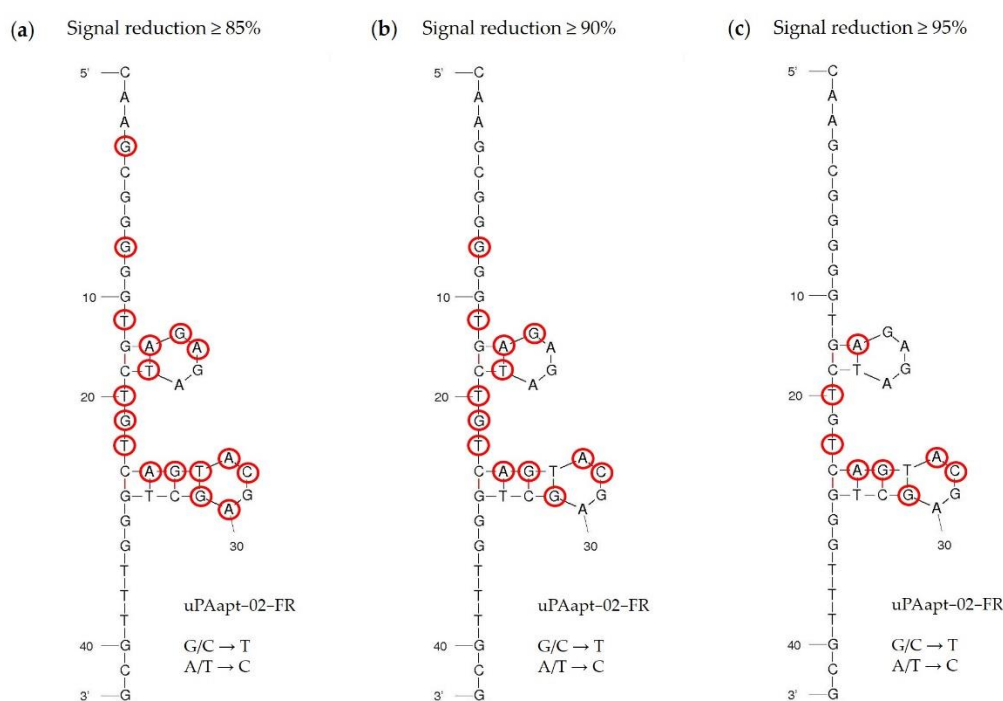 (a) Signal reduction ≥ 85%
5' C
A
A
G
C
G
G
G
G
10 G
T
G A G A
C T A G
20 T
G
T
C A G T A C
G T C G A G
30
G
G
T
T
T
40 G
C
3' G
uPAapt-02-FR
G/C → T
A/T → C
(b) Signal reduction ≥ 90%
5' C
A
A
G
C
G
G
G
G
10 G
T
G A G A
C T A G
20 T
G
T
C A G T A C
G T C G A G
30
G
G
T
T
T
40 G
C
3' G
uPAapt-02-FR
G/C → T
A/T → C
(c) Signal reduction ≥ 95%
5' C
A
A
G
C
G
G
G
G
10 G
T
G A G A
C T A G
20 T
G
T
C A G T A C
G T C G A G
30
G
G
T
T
T
40 G
C
3' G
uPAapt-02-FR
G/C → T
A/T → C